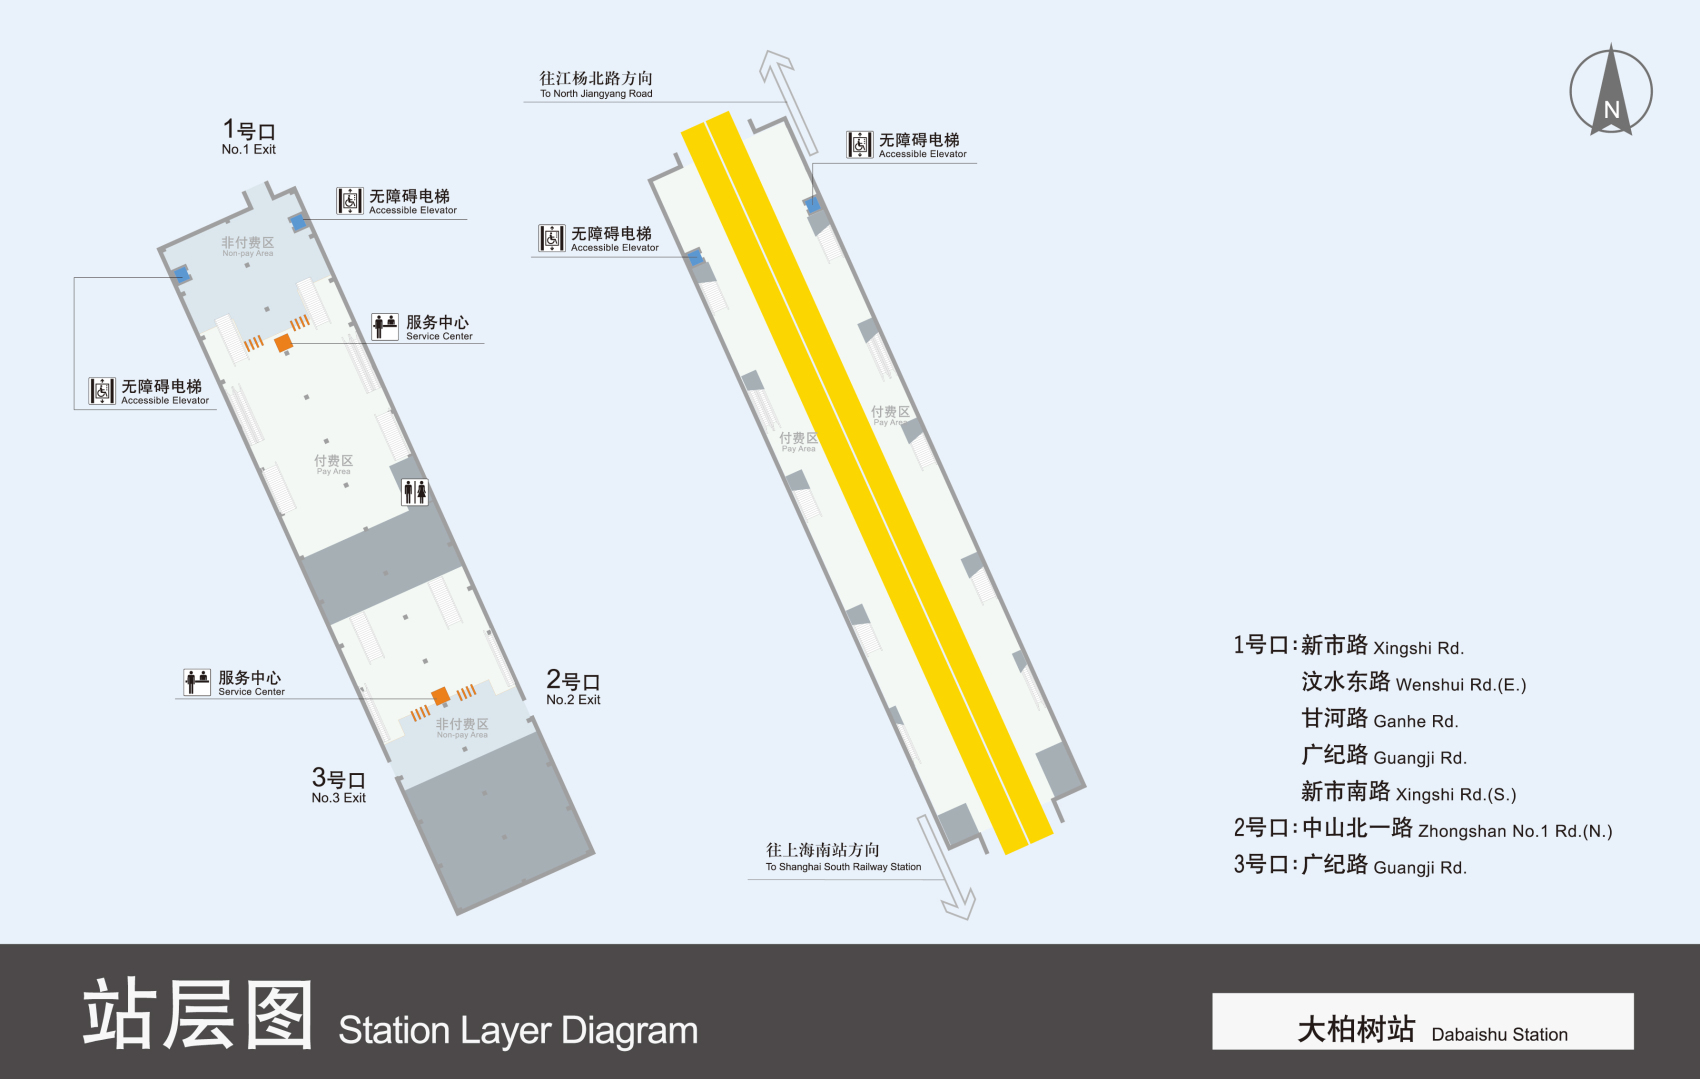 往江杨北路方向
To North Jiangyang Road
N
1号口
No.1 Exit
无障碍电梯
Accessible Elevator
无障碍电梯
Accessible Elevator
无障碍电梯
Accessible Elevator
非付费区
Non-pay Area
服务中心
Service Center
无障碍电梯
Accessible Elevator
付费区
Pay Area
付费区
Pay Area
付费区
Pay Area
服务中心
Service Center
2号口
No.2 Exit
非付费区
Non-pay Area
3号口
No.3 Exit
往上海南站方向
To Shanghai South Railway Station
1号口:新市路 Xingshi Rd.
汶水东路 Wenshui Rd.(E.)
甘河路 Ganhe Rd.
广纪路 Guangji Rd.
新市南路 Xingshi Rd.(S.)
2号口:中山北一路 Zhongshan No.1 Rd.(N.)
3号口:广纪路 Guangji Rd.
站层图 Station Layer Diagram
大柏树站 Dabaishu Station